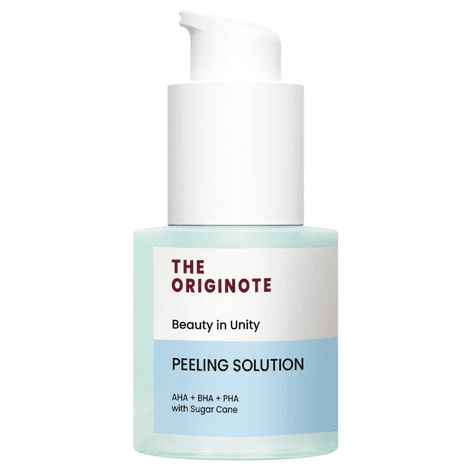 THE
ORIGINOTE
Beauty in Unity
PEELING SOLUTION
AHA + BHA + PHA
with Sugar Cane